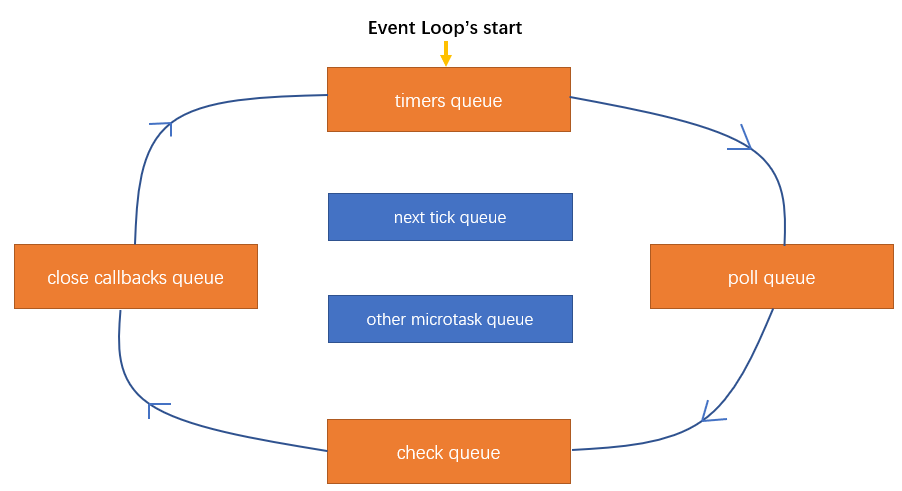 Event Loop’s start
timers queue
next tick queue
close callbacks queue
poll queue
other microtask queue
check queue